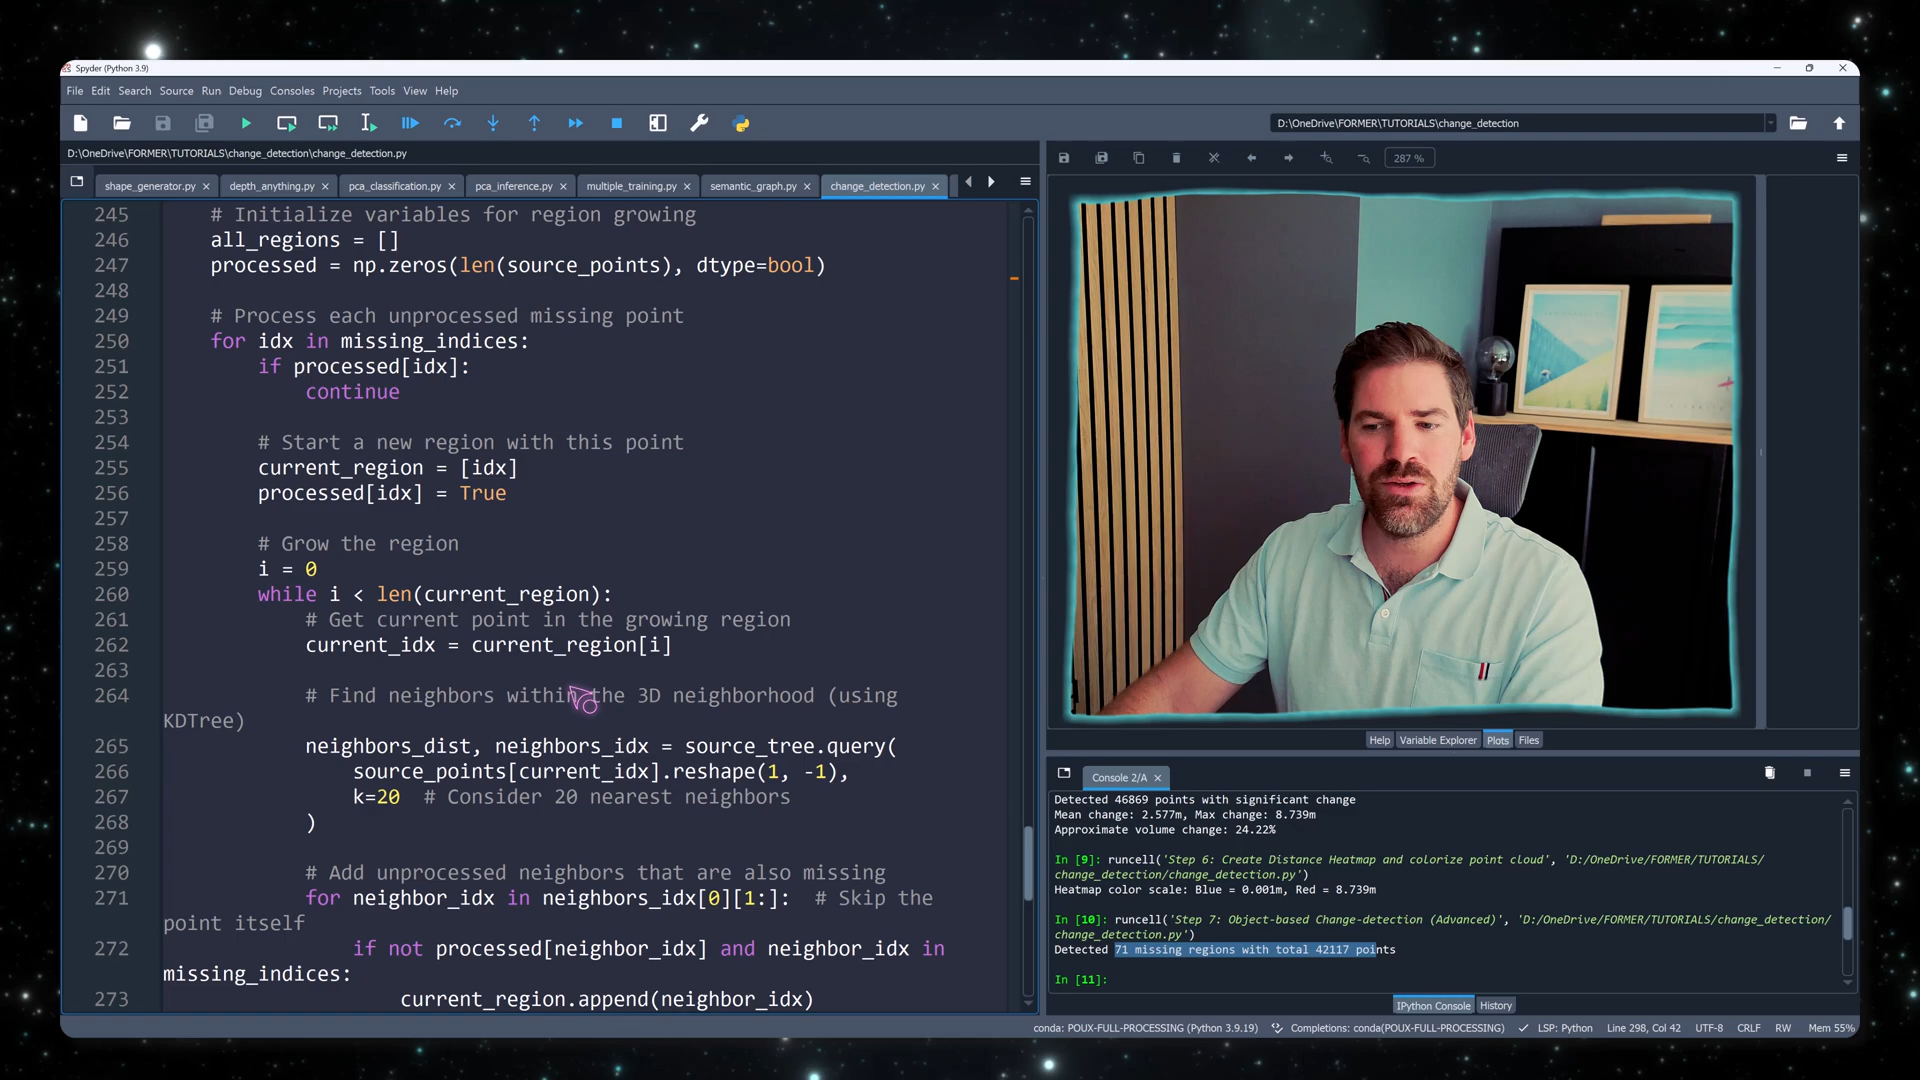 Spyder (Python 3.9)
File Edit Search Source Run Debug Consoles Projects Tools View Help
D:\OneDrive\FORMER\TUTORIALS\change_detection
D:\OneDrive\FORMER\TUTORIALS\change_detection\change_detection.py
287 %
shape_generator.py depth_anything.py pca_classification.py pca_inference.py multiple_training.py semantic_graph.py change_detection.py
245 # Initialize variables for region growing
246 all_regions = []
247 processed = np.zeros(len(source_points), dtype=bool)
248
249 # Process each unprocessed missing point
250 for idx in missing_indices:
251 if processed[idx]:
252 continue
253
254 # Start a new region with this point
255 current_region = [idx]
256 processed[idx] = True
257
258 # Grow the region
259 i = 0
260 while i < len(current_region):
261 # Get current point in the growing region
262 current_idx = current_region[i]
263
264 # Find neighbors within the 3D neighborhood (using
KDTree)
265 neighbors_dist, neighbors_idx = source_tree.query(
266 source_points[current_idx].reshape(1, -1),
267 k=20 # Consider 20 nearest neighbors
268 )
269
270 # Add unprocessed neighbors that are also missing
271 for neighbor_idx in neighbors_idx[0][1:]: # Skip the
point itself
272 if not processed[neighbor_idx] and neighbor_idx in
missing_indices:
273 current_region.append(neighbor_idx)
Help Variable Explorer Plots Files
Console 2/A
Detected 46869 points with significant change
Mean change: 2.577m, Max change: 8.739m
Approximate volume change: 24.22%
In [9]: runcell('Step 6: Create Distance Heatmap and colorize point cloud', 'D:/OneDrive/FORMER/TUTORIALS/
change_detection/change_detection.py')
Heatmap color scale: Blue = 0.001m, Red = 8.739m
In [10]: runcell('Step 7: Object-based Change-detection (Advanced)', 'D:/OneDrive/FORMER/TUTORIALS/change_detection/
change_detection.py')
Detected 71 missing regions with total 42117 points
In [11]:
IPython Console History
conda: POUX-FULL-PROCESSING (Python 3.9.19) Completions: conda(POUX-FULL-PROCESSING) LSP: Python Line 298, Col 42 UTF-8 CRLF RW Mem 55%